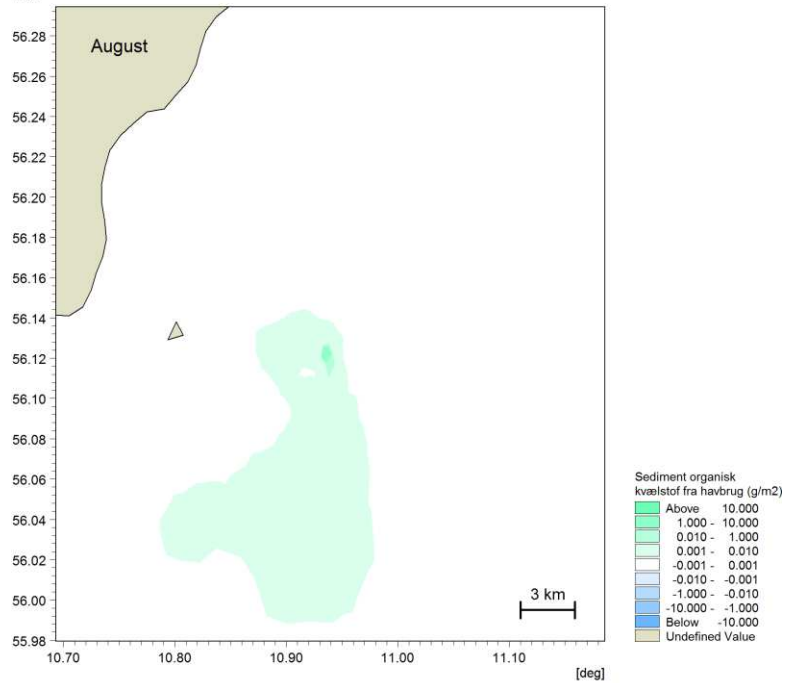 August
56.28
56.26
56.24
56.22
56.20
56.18
56.16
56.14
56.12
56.10
56.08
56.06
56.04
56.02
56.00
55.98
10.70 10.80 10.90 11.00 11.10
[deg]
3 km
Sediment organisk
kvælstof fra havbrug (g/m2)
Above 10.000
1.000 - 10.000
0.010 - 1.000
0.001 - 0.010
-0.001 - 0.001
-0.010 - -0.001
-1.000 - -0.010
-10.000 - -1.000
Below -10.000
Undefined Value